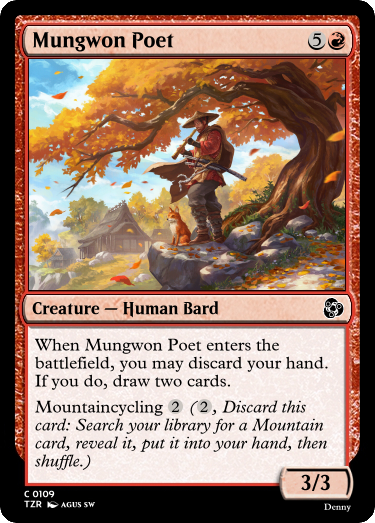 Mungwon Poet 5
Creature — Human Bard
When Mungwon Poet enters the
battlefield, you may discard your hand.
If you do, draw two cards.
Mountaincycling 2 (2, Discard this
card: Search your library for a Mountain
card, reveal it, put it into your hand, then
shuffle.)
3/3
C 0109
TZR AGUS SW
Denny